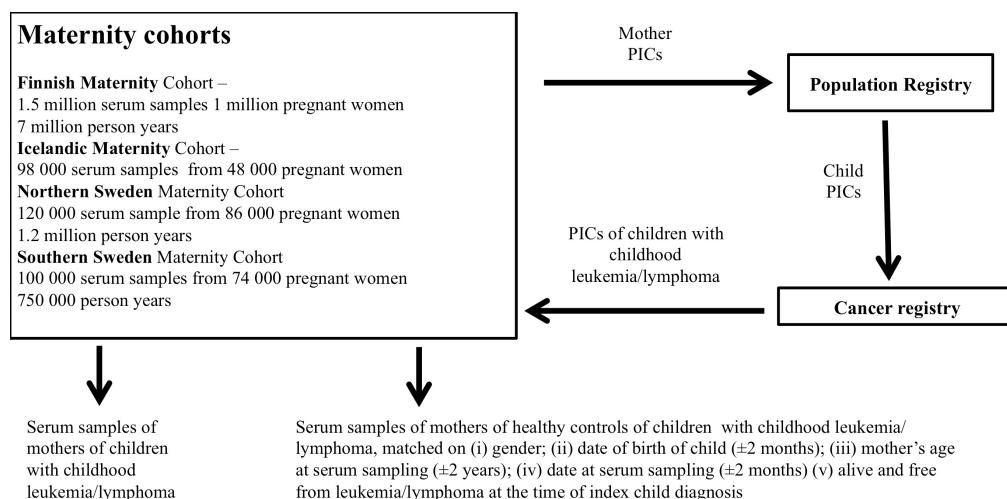 Maternity cohorts
Finnish Maternity Cohort –
1.5 million serum samples 1 million pregnant women
7 million person years
Icelandic Maternity Cohort –
98 000 serum samples from 48 000 pregnant women
Northern Sweden Maternity Cohort
120 000 serum sample from 86 000 pregnant women
1.2 million person years
Southern Sweden Maternity Cohort
100 000 serum samples from 74 000 pregnant women
750 000 person years
Mother
PICs
Population Registry
Child
PICs
PICs of children with
childhood
leukemia/lymphoma
Cancer registry
Serum samples of
mothers of children
with childhood
leukemia/lymphoma
Serum samples of mothers of healthy controls of children with childhood leukemia/
lymphoma, matched on (i) gender; (ii) date of birth of child (±2 months); (iii) mother's age
at serum sampling (±2 years); (iv) date at serum sampling (±2 months) (v) alive and free
from leukemia/lymphoma at the time of index child diagnosis